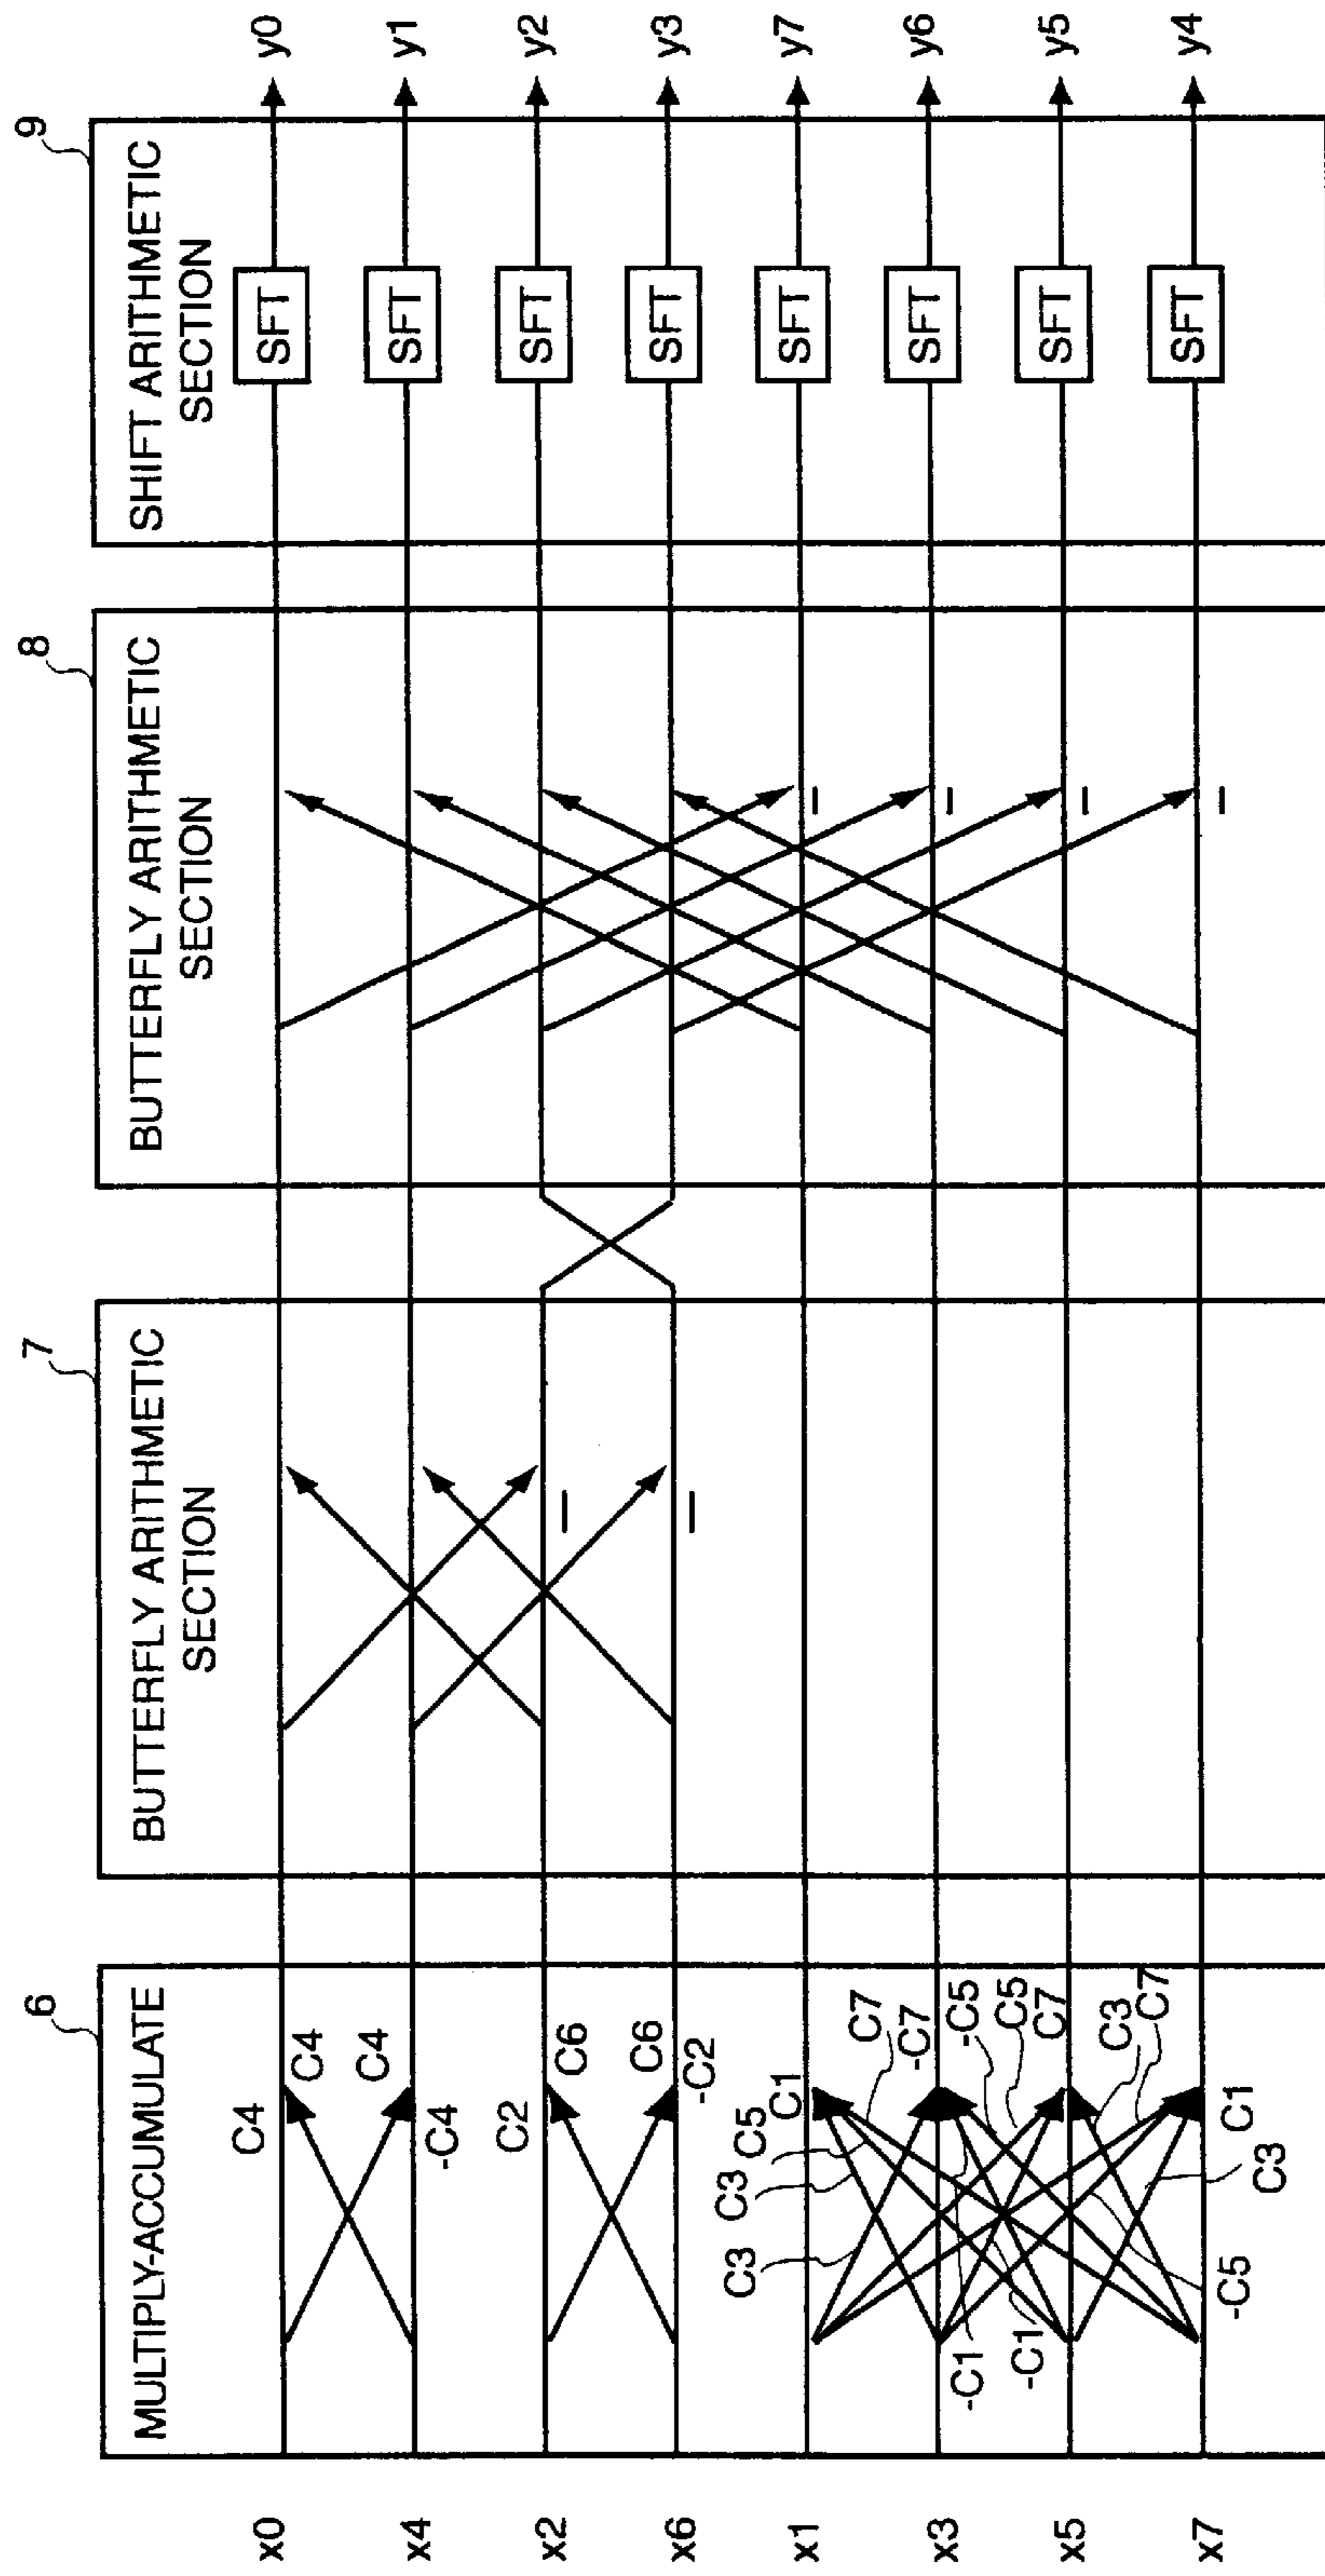 6
MULTIPLY-ACCUMULATE
7
BUTTERFLY ARITHMETIC
SECTION
8
BUTTERFLY ARITHMETIC
SECTION
9
SHIFT ARITHMETIC
SECTION
x0
C4
C4
SFT
y0
x4
C4
-C4
SFT
y1
x2
C2
C6
—
SFT
y2
x6
C6
-C2
—
SFT
y3
x1
C3
C3
C5
C1
C7
—
SFT
y7
x3
-C1
-C7
-C5
—
SFT
y6
x5
-C1
C5
C7
C3
—
SFT
y5
x7
-C5
C3
C1
C7
—
SFT
y4